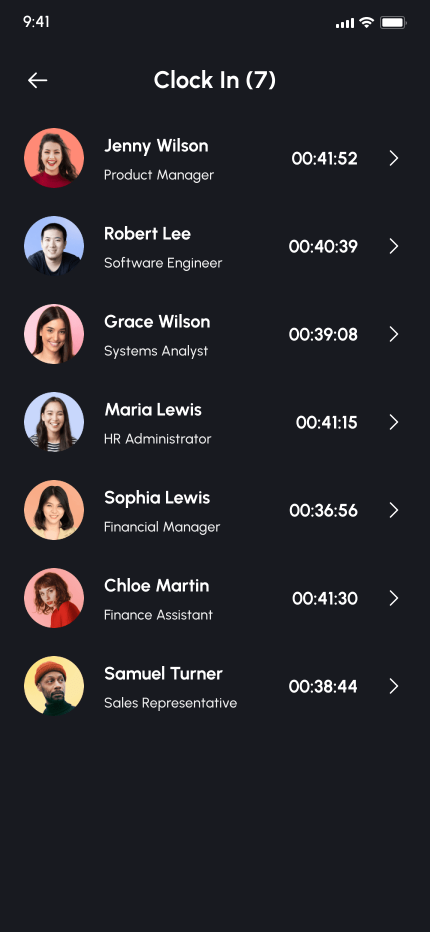 9:41
Clock In (7)
Jenny Wilson
Product Manager
00:41:52
Robert Lee
Software Engineer
00:40:39
Grace Wilson
Systems Analyst
00:39:08
Maria Lewis
HR Administrator
00:41:15
Sophia Lewis
Financial Manager
00:36:56
Chloe Martin
Finance Assistant
00:41:30
Samuel Turner
Sales Representative
00:38:44